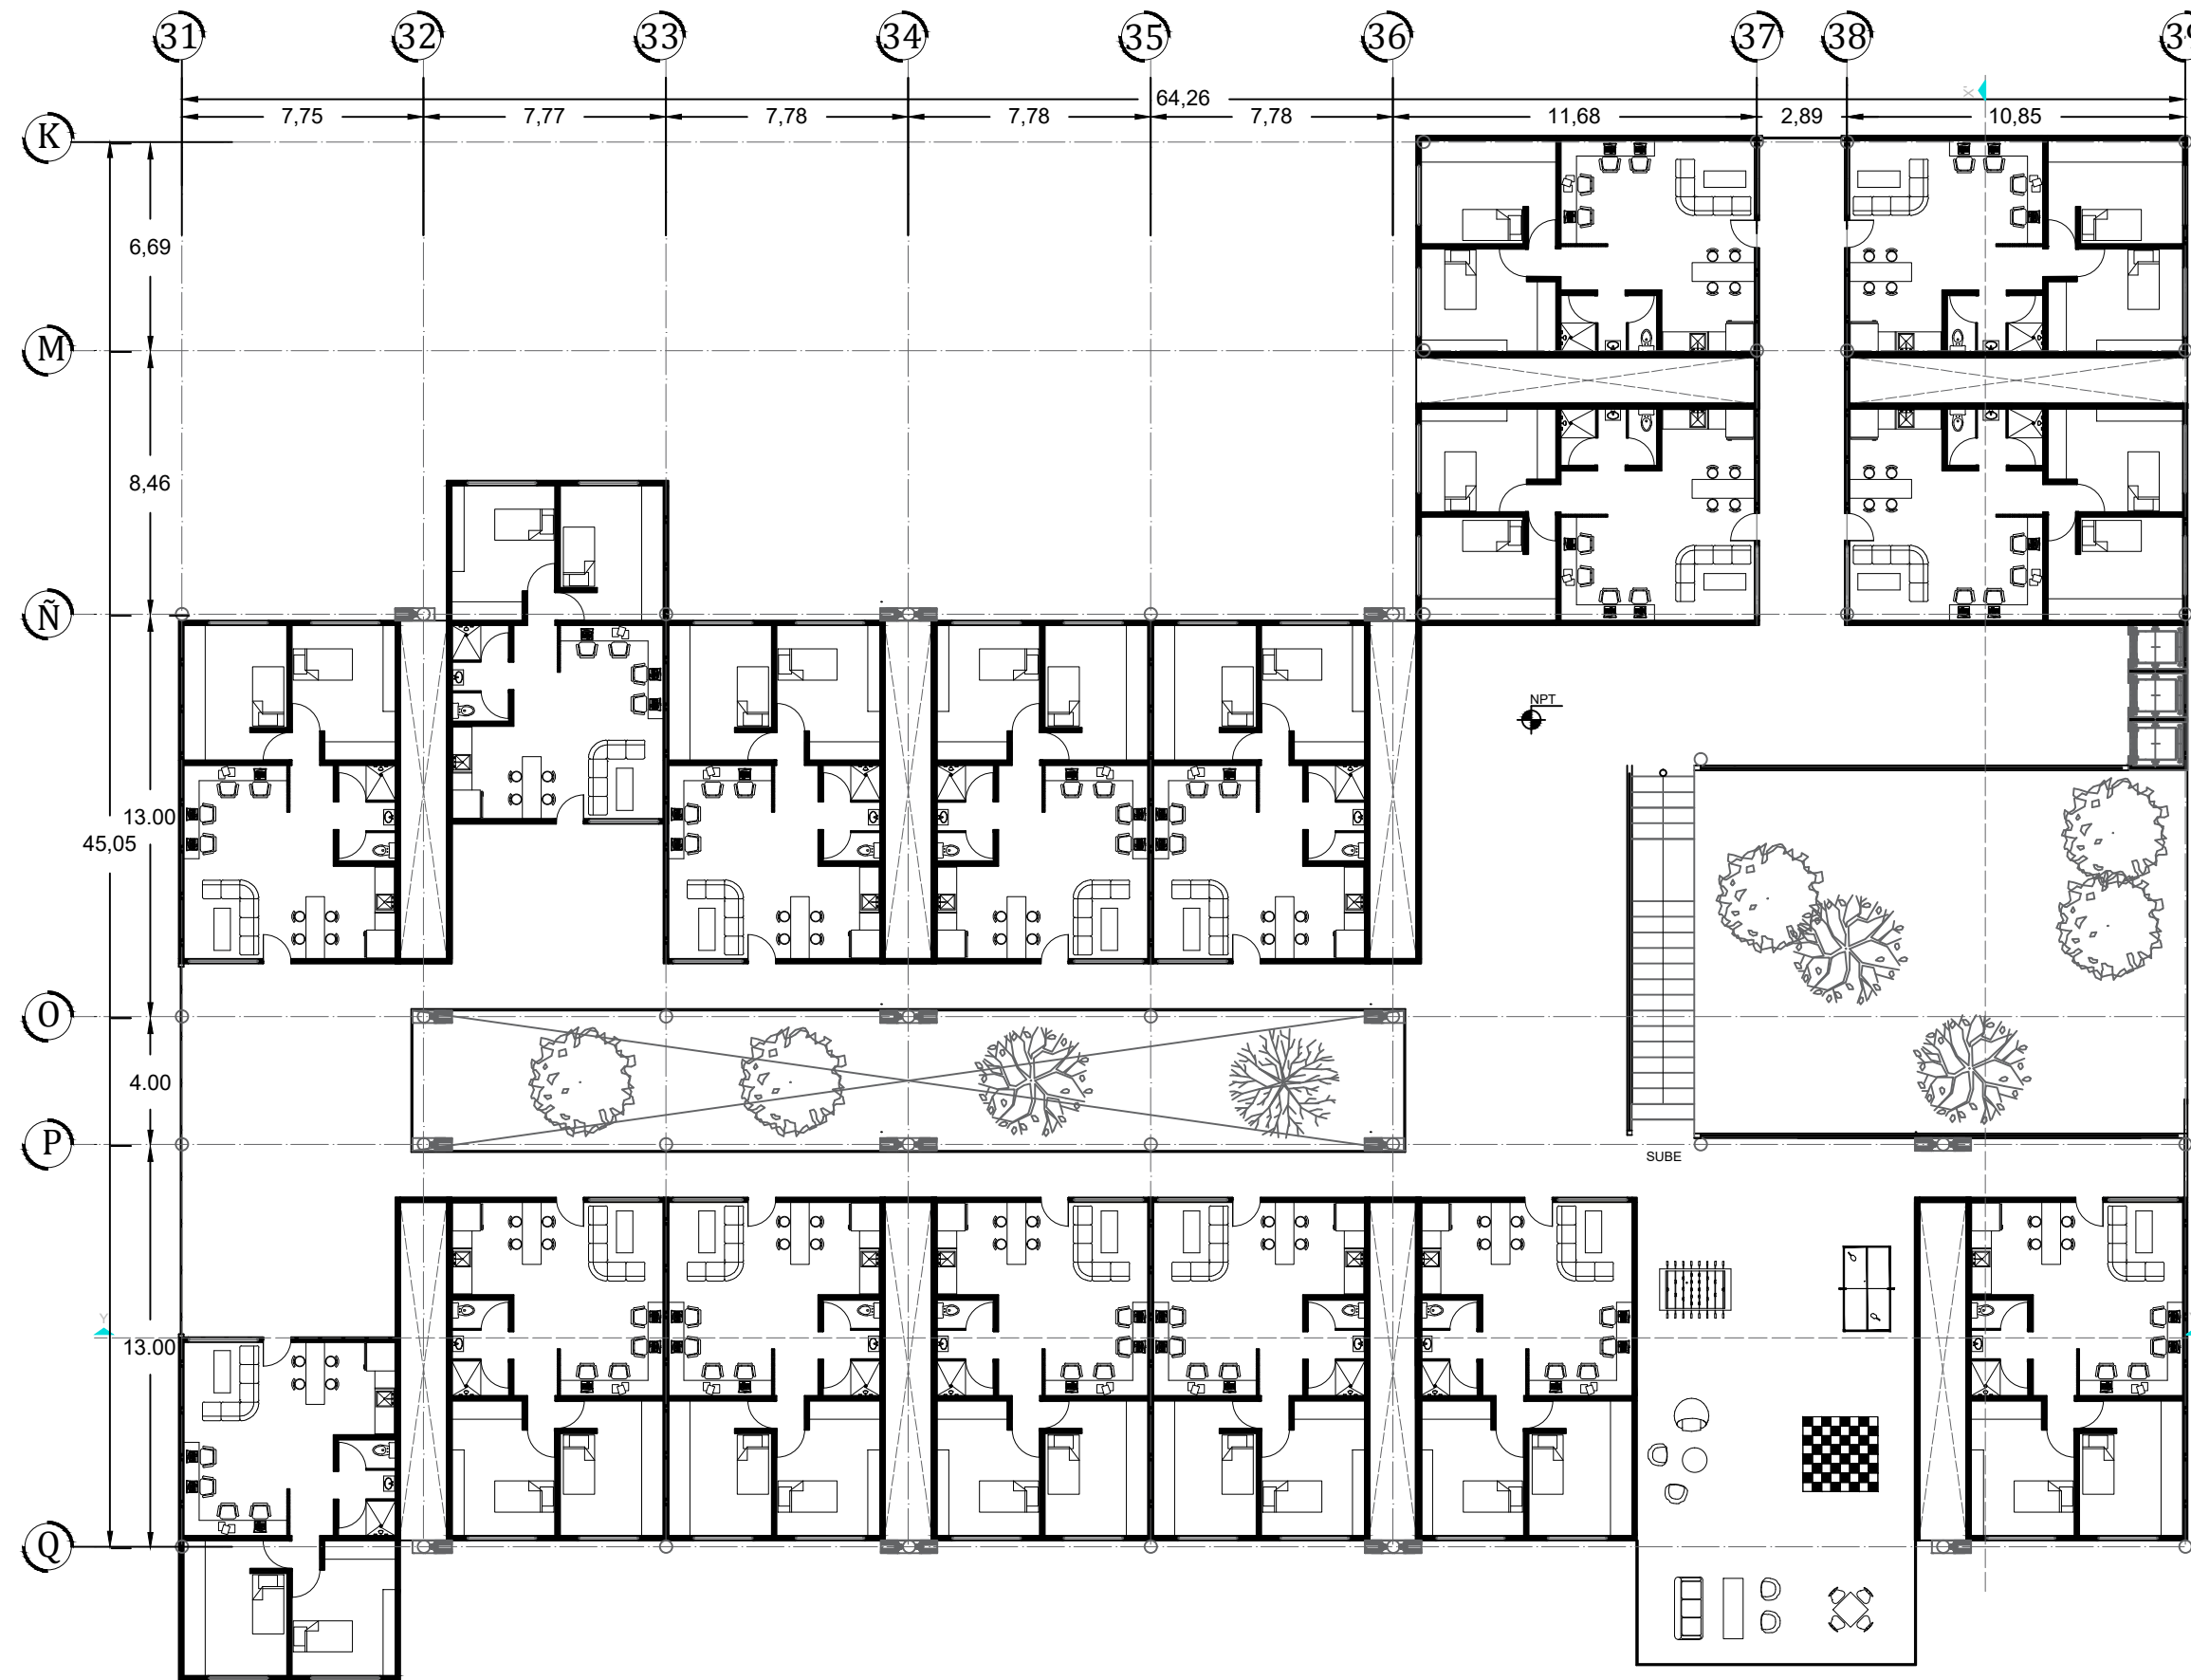 31 32 33 34 35 36 37 38
64,26
7,75 7,77 7,78 7,78 7,78 11,68 2,89 10,85
K
6,69
M
8,46
Ñ
NPT
13.00
45,05
O
4.00
P
SUBE
Y
13.00
Q